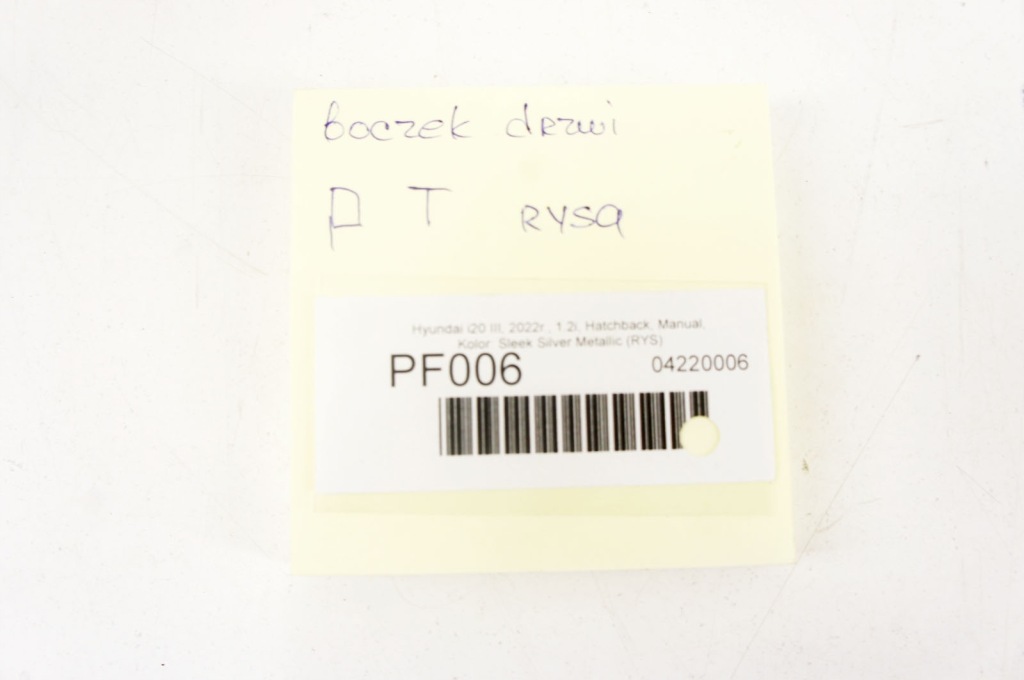 boczek drzwi
P T RYSA
Hyundai i20 III, 2022r., 1.2i, Hatchback, Manual,
Kolor: Sleek Silver Metallic (RYS)
PF006 04220006